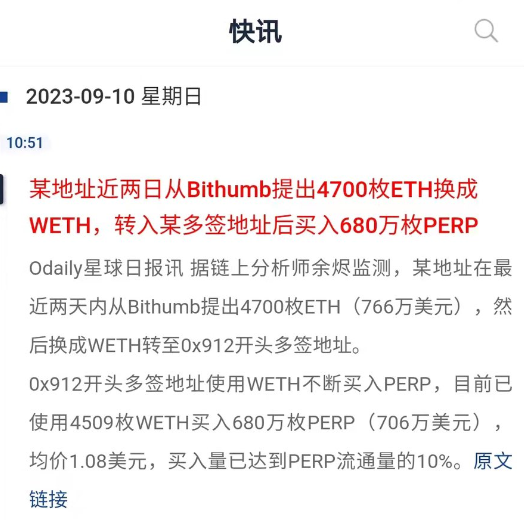 快讯
2023-09-10 星期日
10:51
某地址近两日从Bithumb提出4700枚ETH换成
WETH，转入某多签地址后买入680万枚PERP
Odaily星球日报讯 据链上分析师余烬监测，某地址在最
近两天内从Bithumb提出4700枚ETH（766万美元），然
后换成WETH转至0x912开头多签地址。
0x912开头多签地址使用WETH不断买入PERP，目前已
使用4509枚WETH买入680万枚PERP（706万美元），
均价1.08美元，买入量已达到PERP流通量的10%。原文
链接